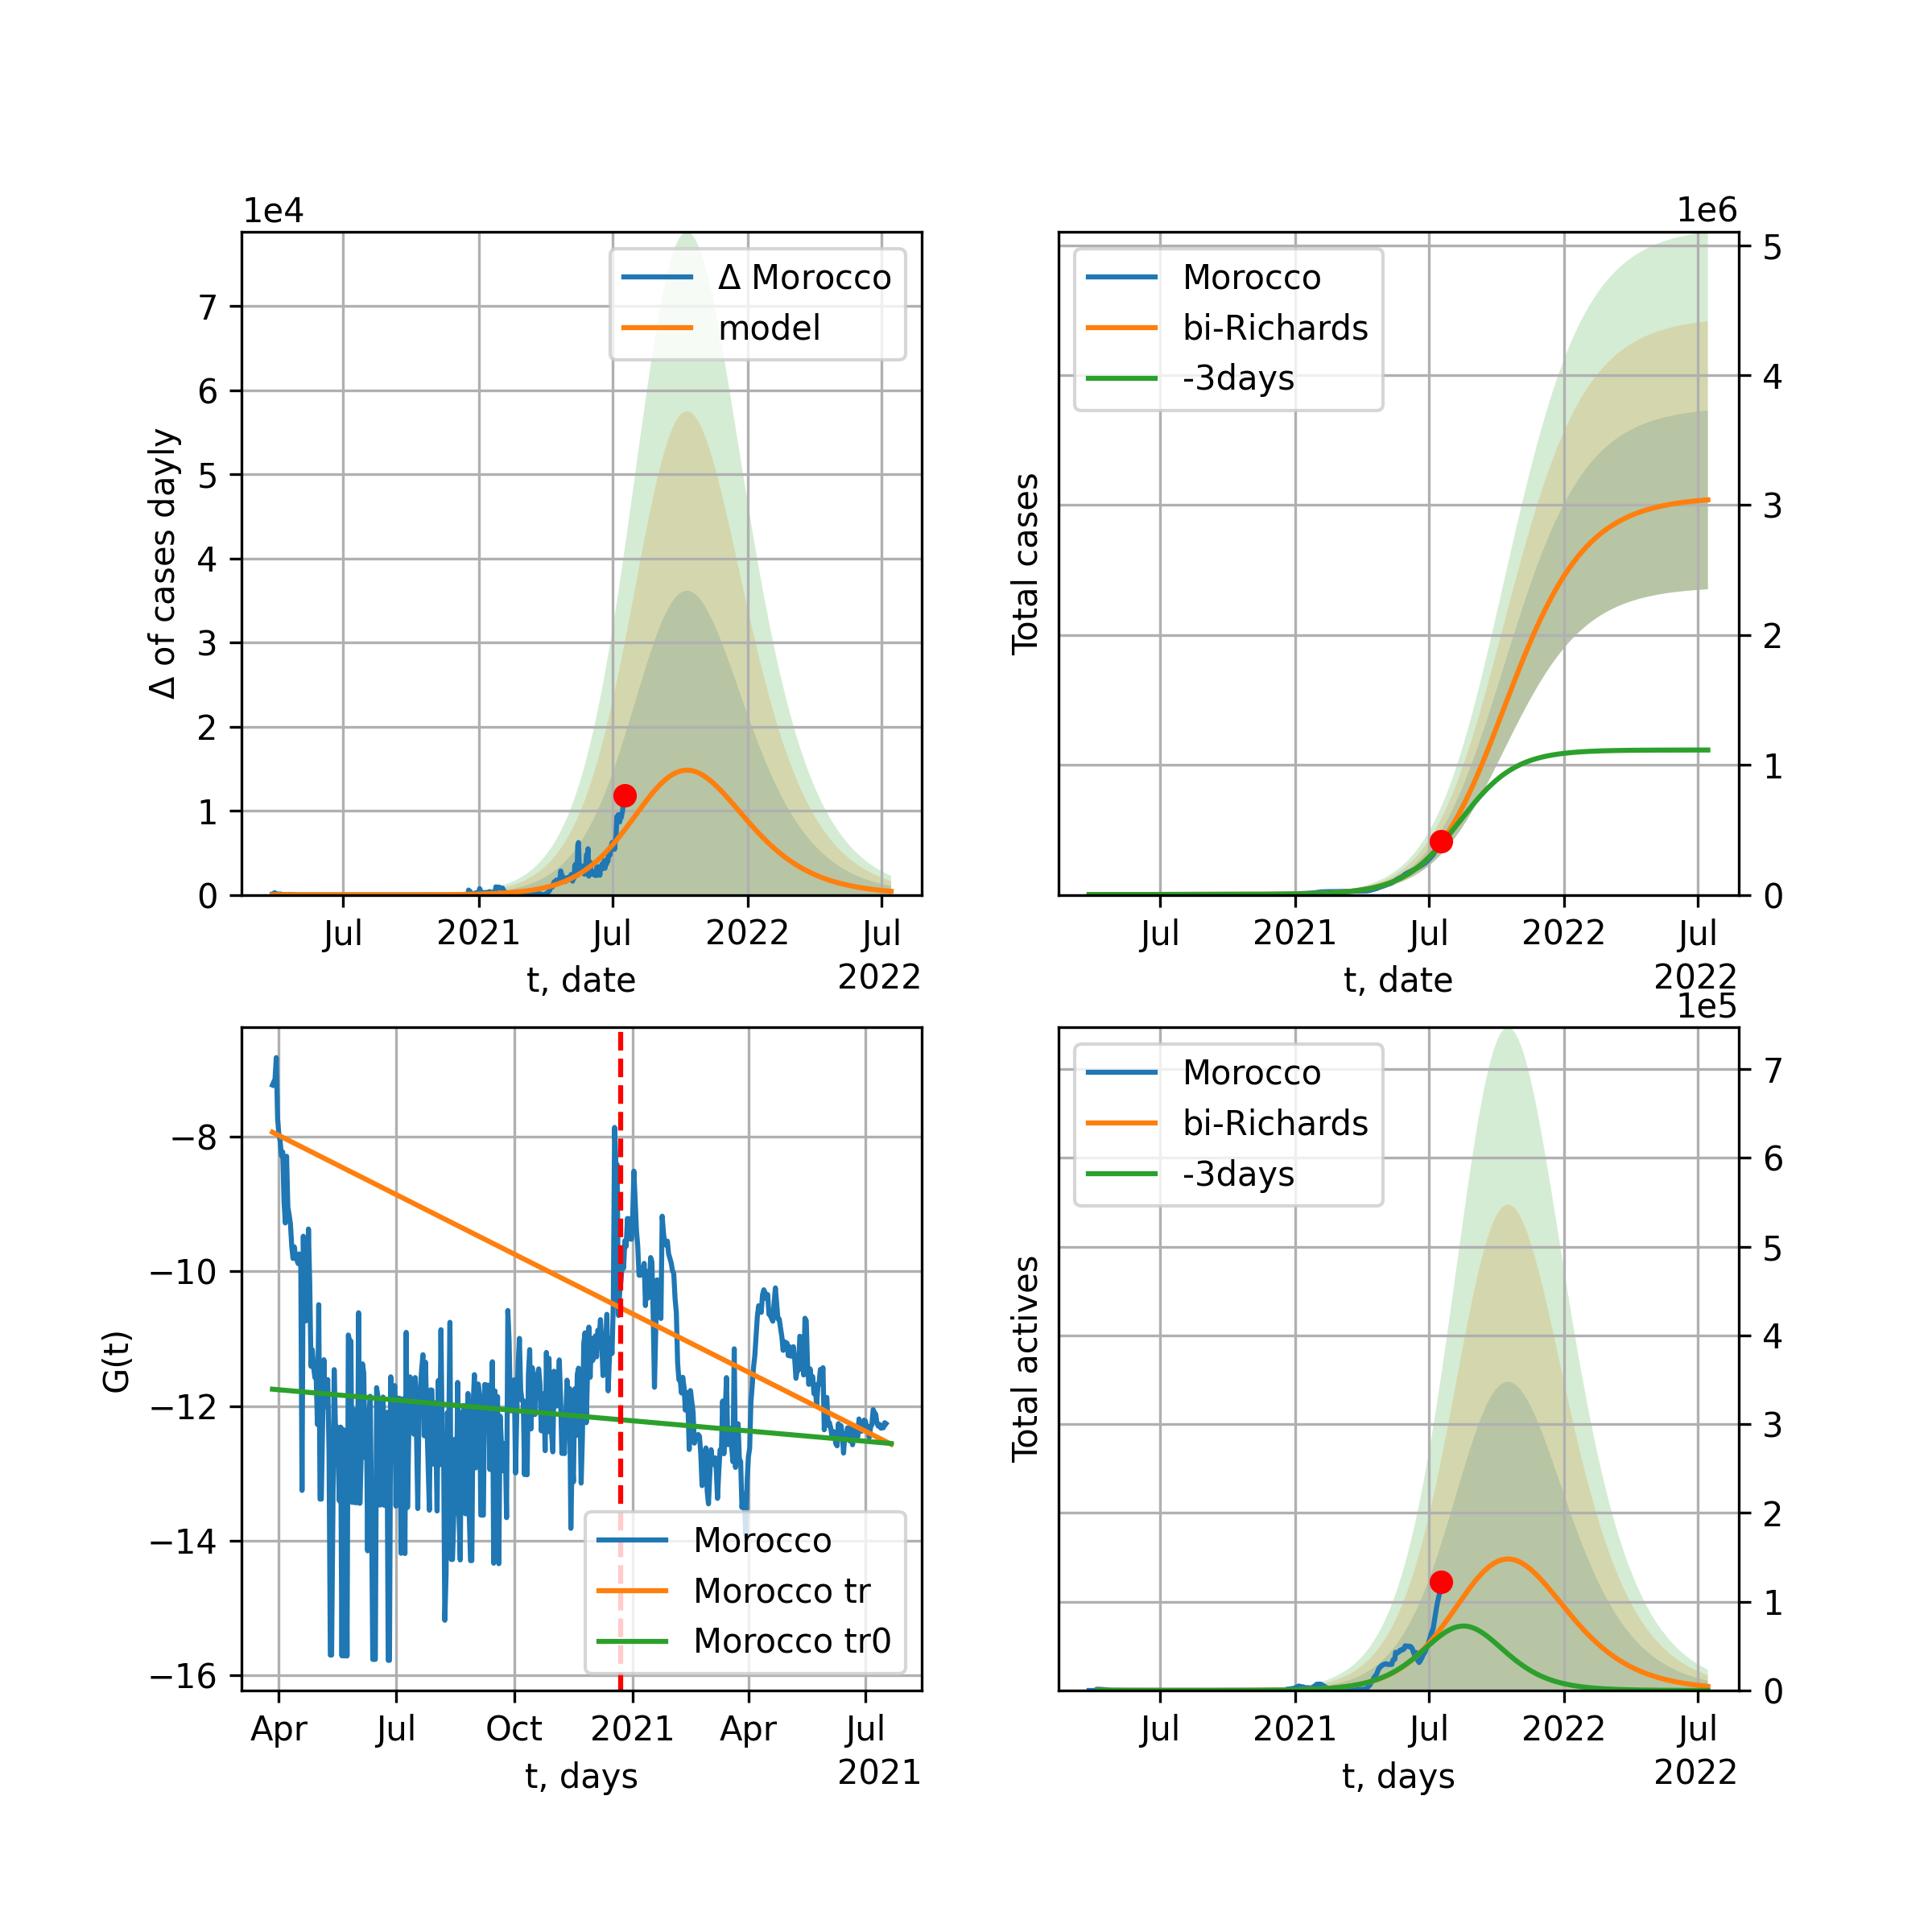 1e4
Δ of cases dayly
7
6
5
4
3
2
1
0
Δ Morocco
model
Jul
2021
Jul
2022
Jul
2022
t, date
1e6
Total cases
Morocco
bi-Richards
-3days
5
4
3
2
1
0
Jul
2021
Jul
2022
Jul
2022
t, date
G(t)
−8
−10
−12
−14
−16
Morocco
Morocco tr
Morocco tr0
Apr
Jul
Oct
2021
Apr
Jul
2021
t, days
1e5
Total actives
Morocco
bi-Richards
-3days
7
6
5
4
3
2
1
0
Jul
2021
Jul
2022
Jul
2022
t, days